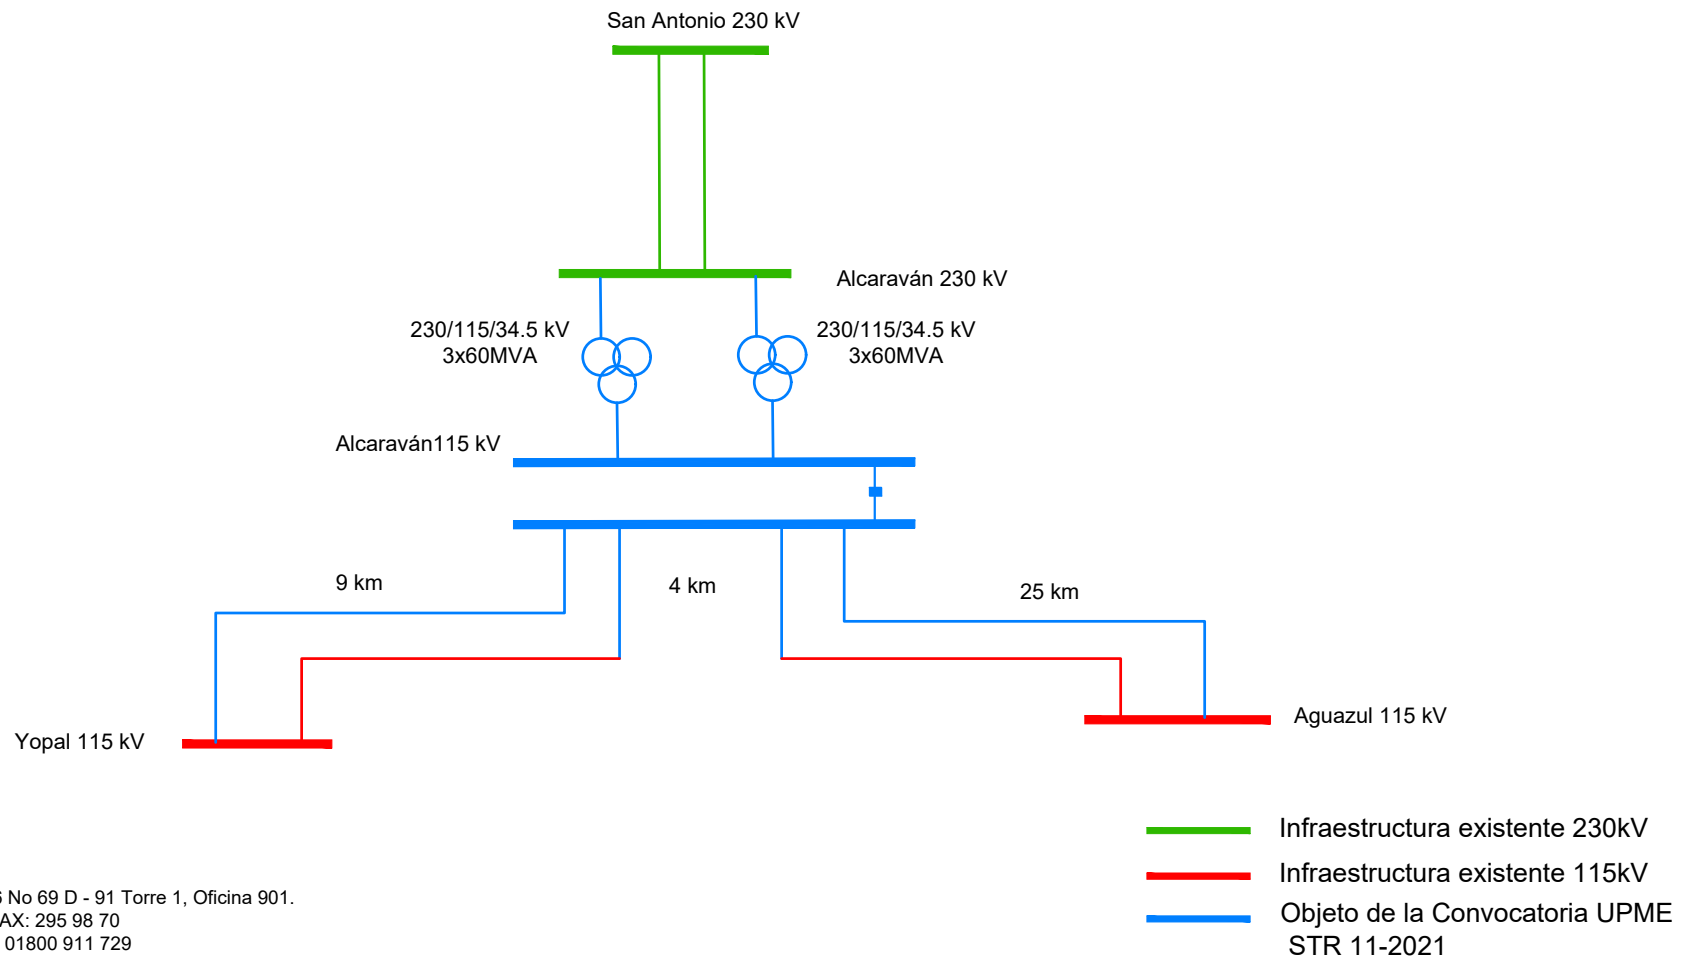 San Antonio 230 kV
Alcaraván 230 kV
230/115/34.5 kV
3x60MVA
230/115/34.5 kV
3x60MVA
Alcaraván115 kV
9 km
4 km
25 km
Yopal 115 kV
Aguazul 115 kV
Infraestructura existente 230kV
Infraestructura existente 115kV
Objeto de la Convocatoria UPME
STR 11-2021
No 69 D - 91 Torre 1, Oficina 901.
AX: 295 98 70
01800 911 729